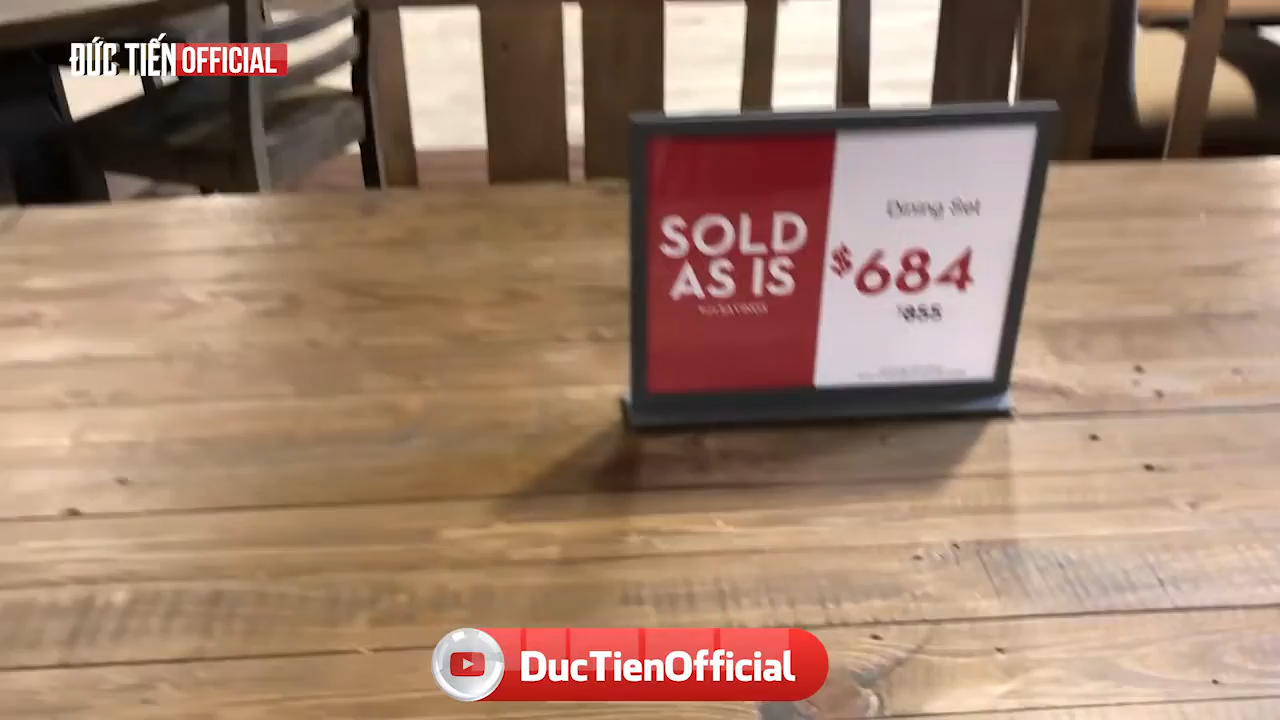 ĐỨC TIẾN OFFICIAL
SOLD
AS IS
Dining Set
$684
$855
DucTienOfficial